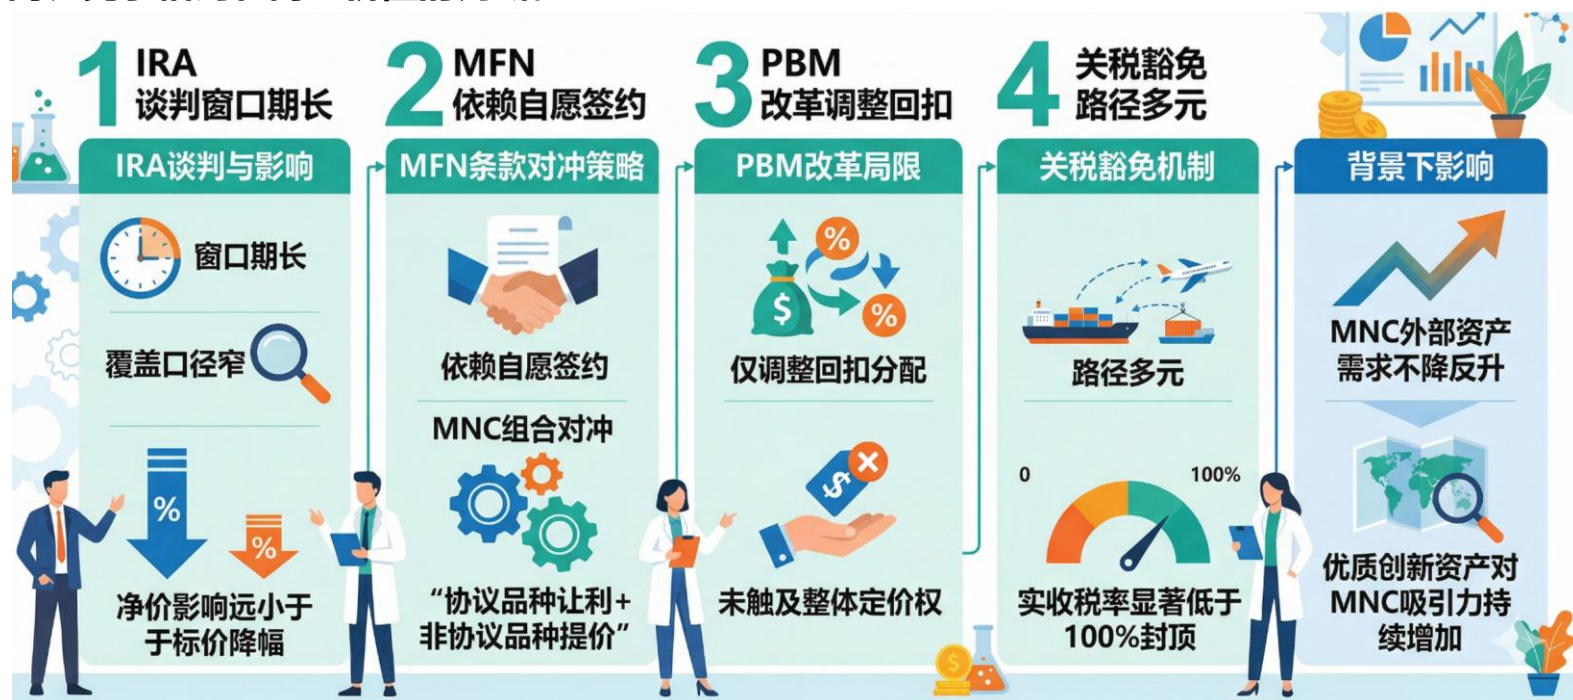 1
IRA
谈判窗口期长
IRA谈判与影响
窗口期长
覆盖口径窄
%
%
净价影响远小于
于标价降幅
2
MFN
依赖自愿签约
MFN条款对冲策略
依赖自愿签约
MNC组合对冲
“协议品种让利+
非协议品种提价”
3
PBM
改革调整回扣
PBM改革局限
%
$
%
仅调整回扣分配
$
未触及整体定价权
4
关税豁免
路径多元
关税豁免机制
路径多元
0
100%
实收税率显著低于
100%封顶
背景下影响
MNC外部资产
需求不降反升
优质创新资产对
MNC吸引力持
续增加
$